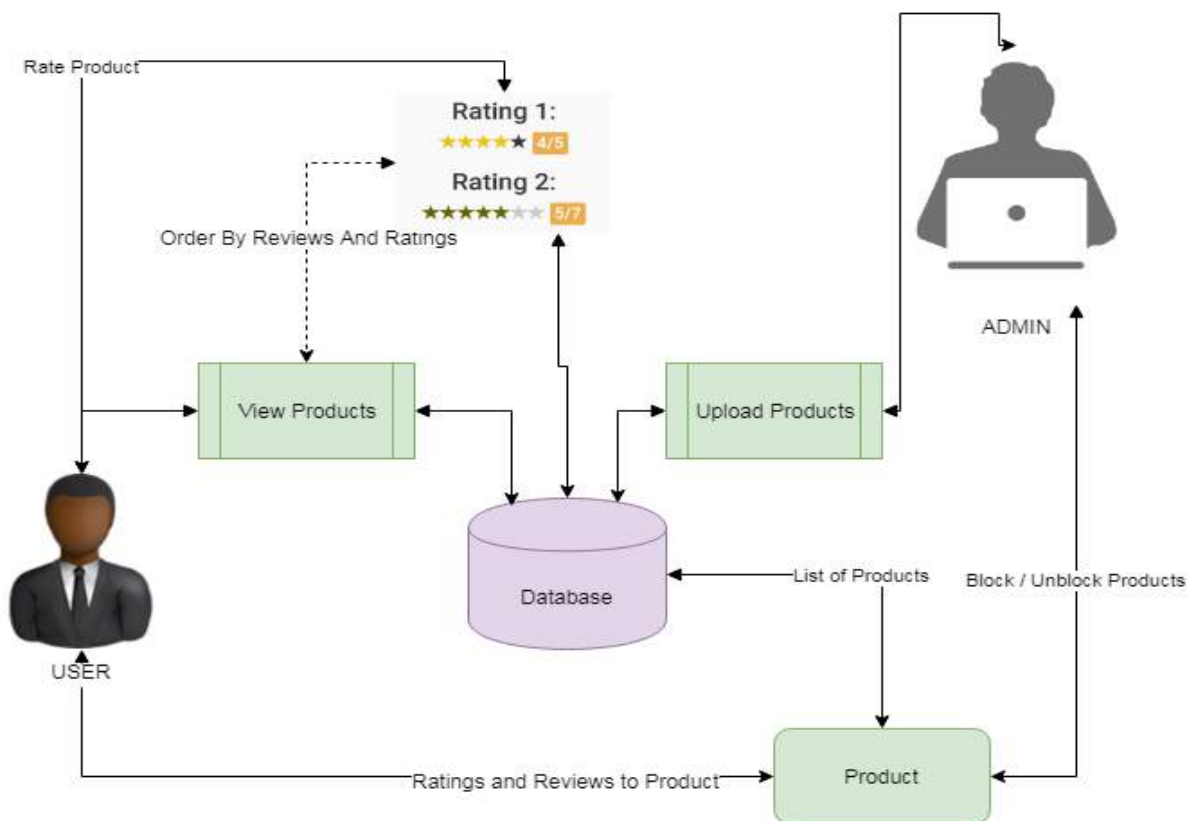 Rate Product
Rating 1:
4/5
Rating 2:
5/7
Order By Reviews And Ratings
ADMIN
View Products
Upload Products
Database
List of Products
Block / Unblock Products
USER
Ratings and Reviews to Product
Product